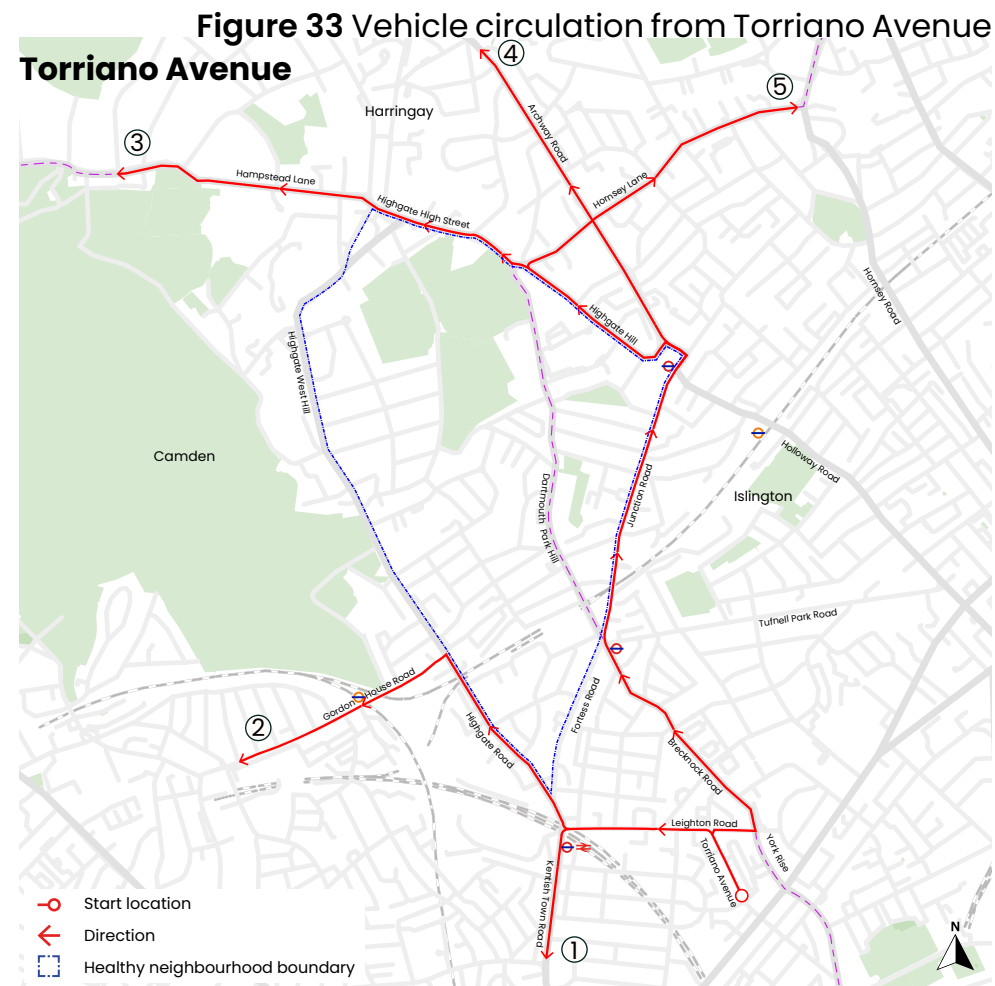 Figure 33 Vehicle circulation from Torriano Avenue
Torriano Avenue
4
5
Harringay
3
Archway Road
Hampstead Lane
Hornsey Lane
Highgate High Street
Hornsey Road
Highgate Hill
Highgate West Hill
Holloway Road
Camden
Islington
Junction Road
Dartmouth Park Hill
Tufnell Park Road
Gordon House Road
Fortess Road
2
Highgate Road
Brecknock Road
Leighton Road
York Rise
Torriano Avenue
Kentish Town Road
1
Start location
Direction
Healthy neighbourhood boundary
N